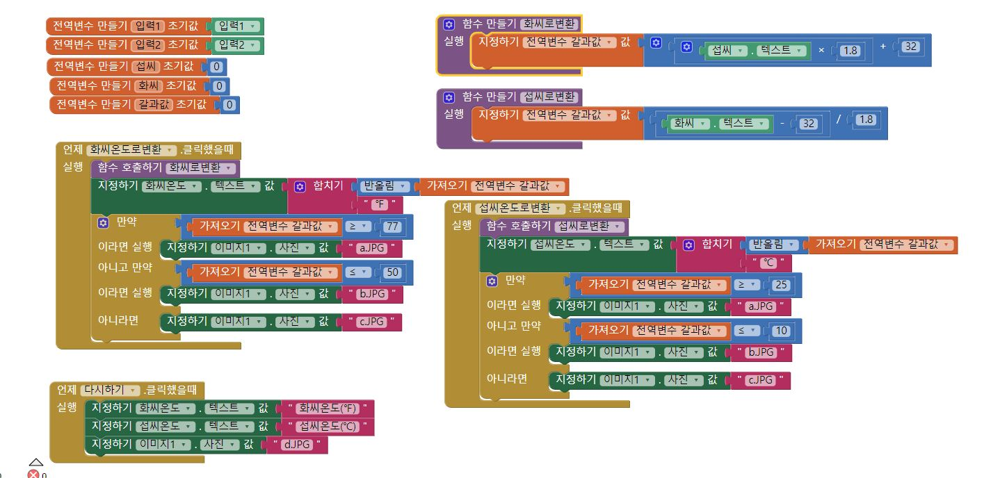 전역변수 만들기 입력1 초기값 입력1
전역변수 만들기 입력2 초기값 입력2
전역변수 만들기 섭씨 초기값 0
전역변수 만들기 화씨 초기값 0
전역변수 만들기 갈과값 초기값 0
함수 만들기 화씨로변환
실행 지정하기 전역변수 갈과값 값 섭씨 . 텍스트 × 1.8 + 32
함수 만들기 섭씨로변환
실행 지정하기 전역변수 갈과값 값 화씨 . 텍스트 - 32 / 1.8
언제 화씨온도로변환 .클릭했을때
실행 함수 호출하기 화씨로변환
지정하기 화씨온도 . 텍스트 값 합치기 반올림 가져오기 전역변수 갈과값
" ℉ "
만약 가져오기 전역변수 갈과값 ≥ 77
이라면 실행 지정하기 이미지1 . 사진 값 " a.JPG "
아니고 만약 가져오기 전역변수 갈과값 ≤ 50
이라면 실행 지정하기 이미지1 . 사진 값 " b.JPG "
아니라면 지정하기 이미지1 . 사진 값 " c.JPG "
언제 섭씨온도로변환 .클릭했을때
실행 함수 호출하기 섭씨로변환
지정하기 섭씨온도 . 텍스트 값 합치기 반올림 가져오기 전역변수 갈과값
" ℃ "
만약 가져오기 전역변수 갈과값 ≥ 25
이라면 실행 지정하기 이미지1 . 사진 값 " a.JPG "
아니고 만약 가져오기 전역변수 갈과값 ≤ 10
이라면 실행 지정하기 이미지1 . 사진 값 " b.JPG "
아니라면 지정하기 이미지1 . 사진 값 " c.JPG "
언제 다시하기 .클릭했을때
실행 지정하기 화씨온도 . 텍스트 값 " 화씨온도(℉) "
지정하기 섭씨온도 . 텍스트 값 " 섭씨온도(℃) "
지정하기 이미지1 . 사진 값 " d.JPG "
0